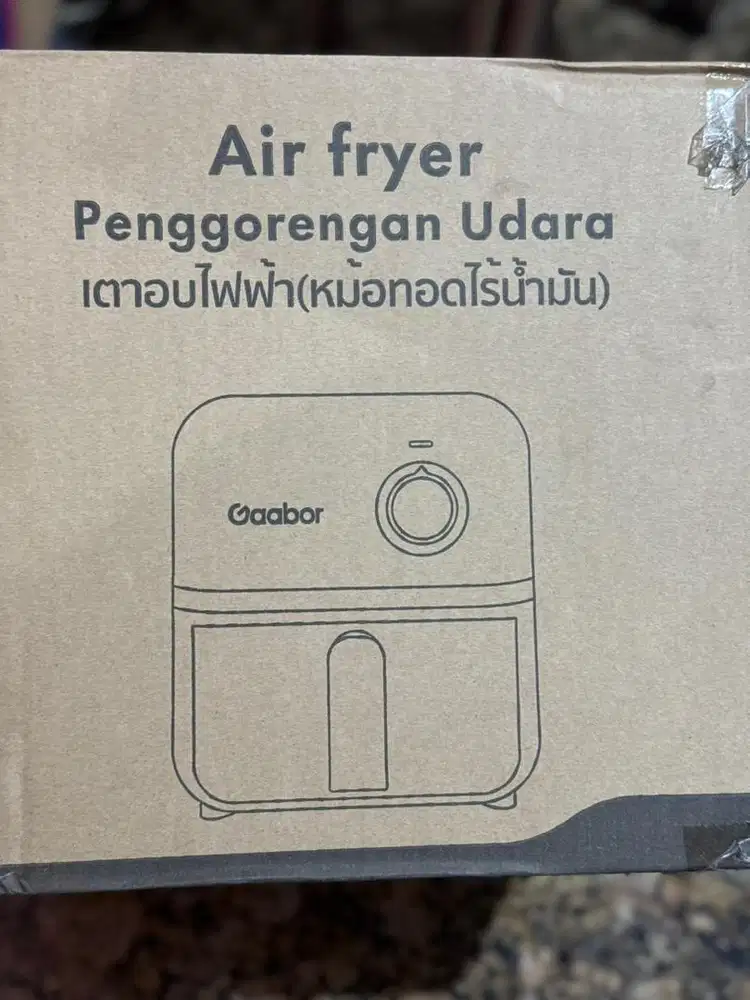 Air fryer
Penggorengan Udara
เตาอบไฟฟ้า(หม้อทอดไร้น้ำมัน)
Gaabor